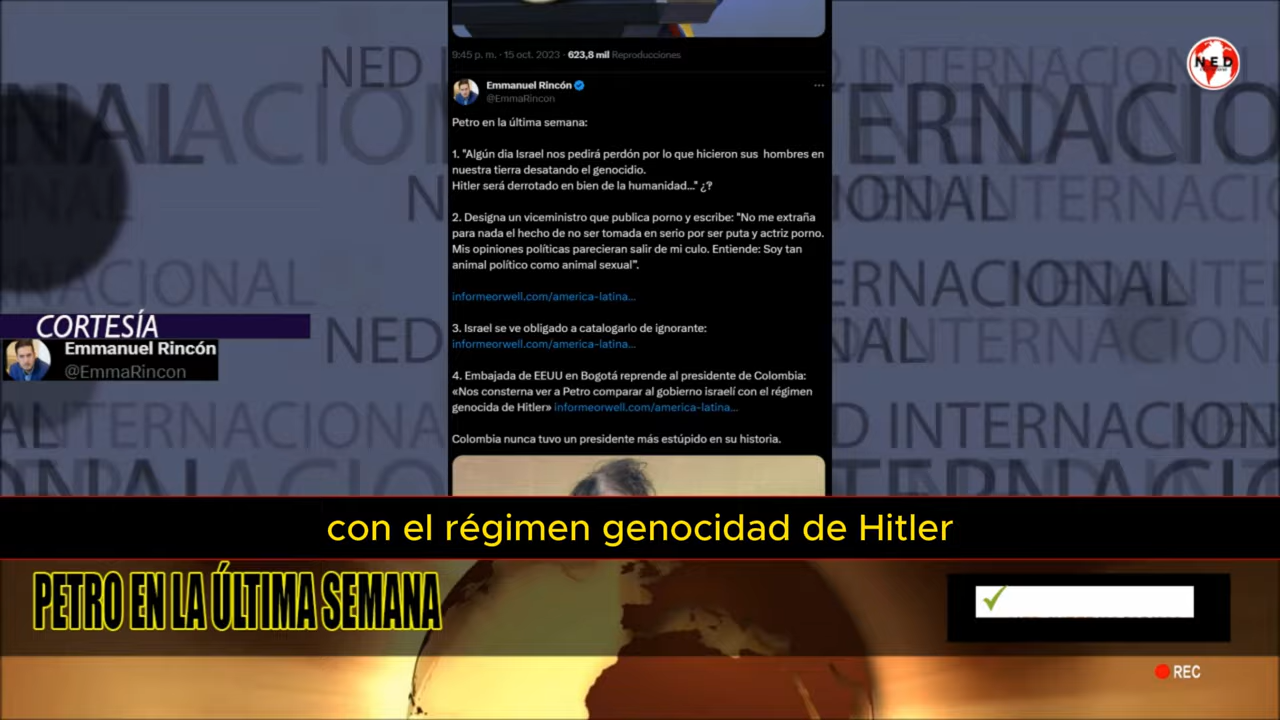 9:45 p. m. · 15 oct. 2023 · 623,8 mil Reproducciones
Emmanuel Rincón
@EmmaRincon
Petro en la última semana:
1. "Algún dia Israel nos pedirá perdón por lo que hicieron sus hombres en
nuestra tierra desatando el genocidio.
Hitler será derrotado en bien de la humanidad..." ¿?
2. Designa un viceministro que publica porno y escribe: "No me extraña
para nada el hecho de no ser tomada en serio por ser puta y actriz porno.
Mis opiniones políticas parecieran salir de mi culo. Entiende: Soy tan
animal político como animal sexual".
informeorwell.com/america-latina...
3. Israel se ve obligado a catalogarlo de ignorante:
informeorwell.com/america-latina...
4. Embajada de EEUU en Bogotá reprende al presidente de Colombia:
«Nos consterna ver a Petro comparar al gobierno israelí con el régimen
genocida de Hitler» informeorwell.com/america-latina...
Colombia nunca tuvo un presidente más estúpido en su historia.
NED
CORTESÍA
Emmanuel Rincón
@EmmaRincon
NED INTERNACIONAL
con el régimen genocidad de Hitler
PETRO EN LA ÚLTIMA SEMANA
REC